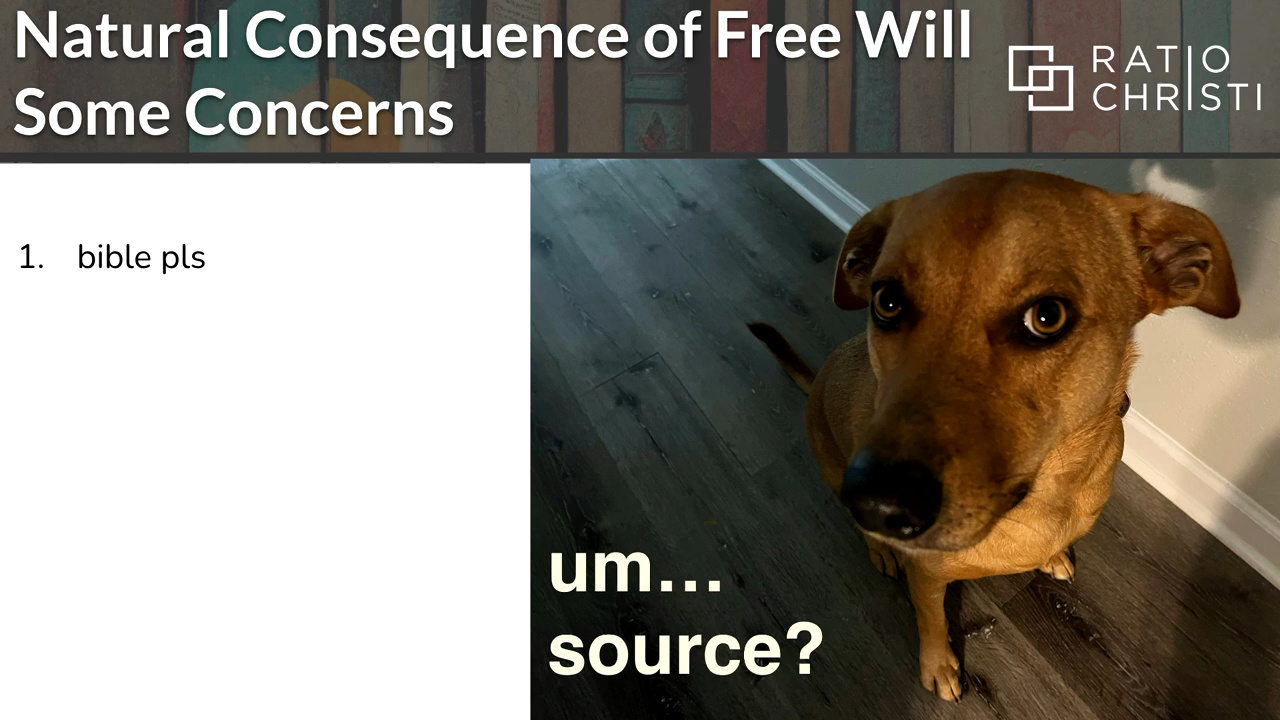 Natural Consequence of Free Will
Some Concerns
RATIO
CHRISTI
1. bible pls
um…
source?